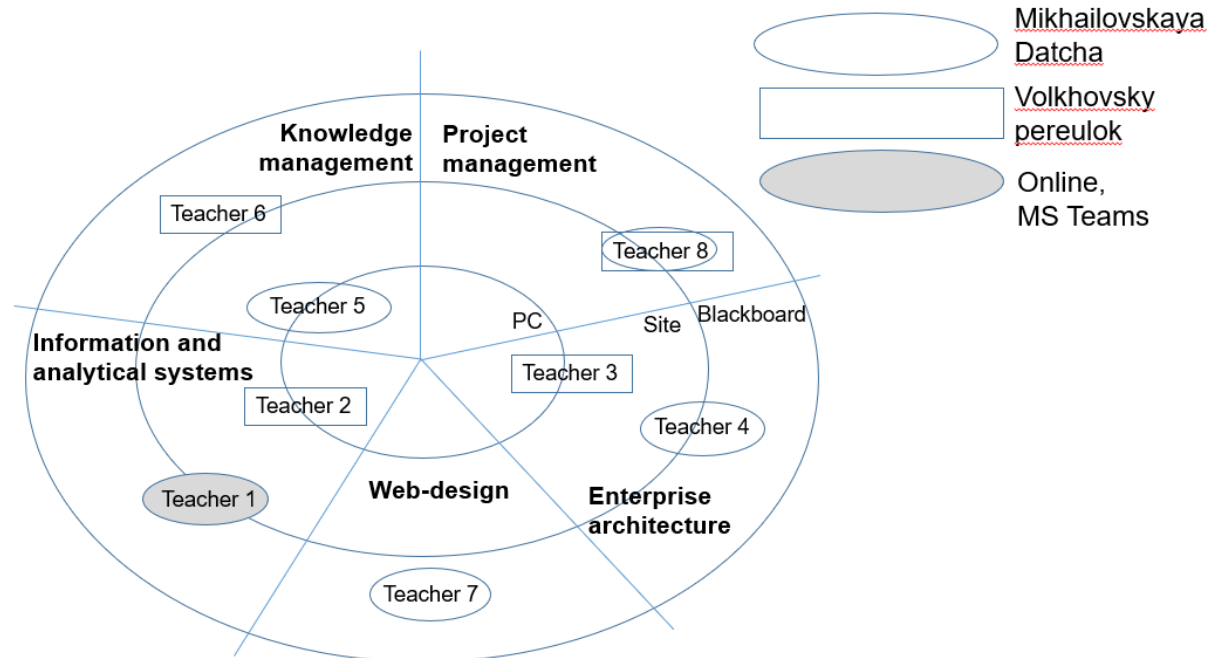 Mikhailovskaya
Datcha
Volkhovsky
pereulok
Online,
MS Teams
Knowledge
management
Project
management
Teacher 6
Teacher 8
Teacher 5
PC
Site
Blackboard
Information and
analytical systems
Teacher 3
Teacher 2
Teacher 4
Web-design
Enterprise
architecture
Teacher 1
Teacher 7